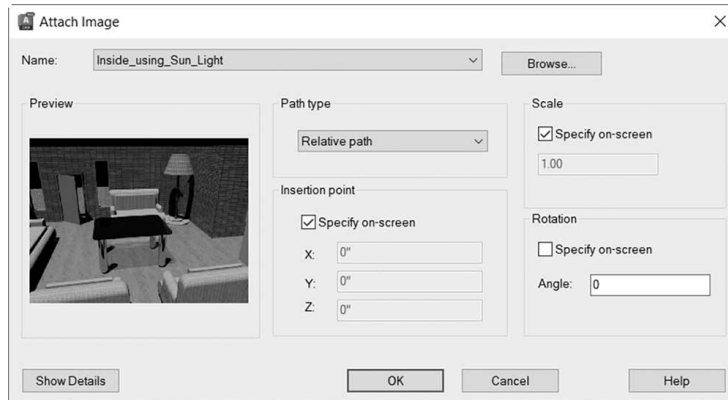 Attach Image
Name:
Inside_using_Sun_Light
Browse...
Preview
Path type
Relative path
Insertion point
Specify on-screen
X:
0"
Y:
0"
Z:
0"
Scale
Specify on-screen
1.00
Rotation
Specify on-screen
Angle:
0
Show Details
OK
Cancel
Help